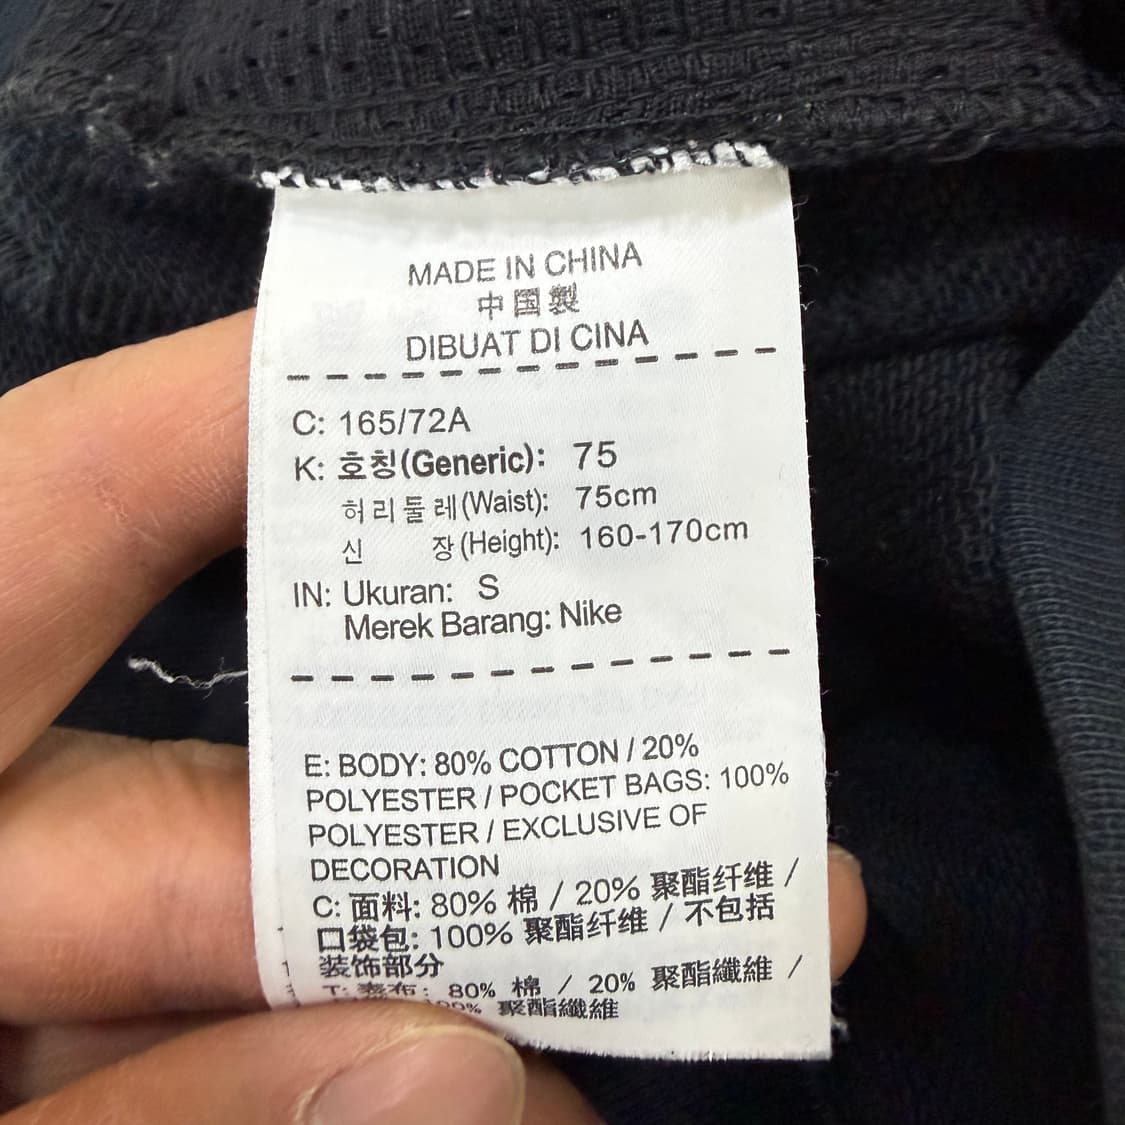 MADE IN CHINA
中国製
DIBUAT DI CINA
C: 165/72A
K: 호칭(Generic): 75
허리둘레(Waist): 75cm
신 장(Height): 160-170cm
IN: Ukuran: S
Merek Barang: Nike
E: BODY: 80% COTTON / 20%
POLYESTER / POCKET BAGS: 100%
POLYESTER / EXCLUSIVE OF
DECORATION
C: 面料: 80% 棉 / 20% 聚酯纤维 /
口袋包: 100% 聚酯纤维 / 不包括
装饰部分
T: 表布: 80% 棉 / 20% 聚酯纖維 /
聚酯纖維